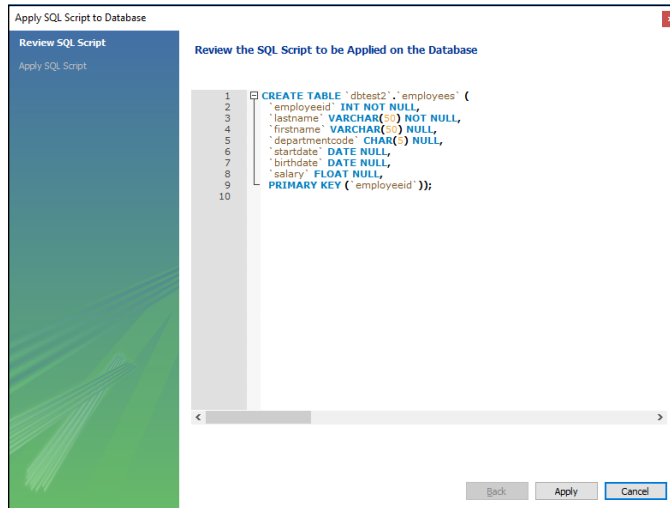 Apply SQL Script to Database
Review SQL Script
Apply SQL Script
Review the SQL Script to be Applied on the Database
1 CREATE TABLE `dbtest2`.`employees` (
2 `employeeid` INT NOT NULL,
3 `lastname` VARCHAR(50) NOT NULL,
4 `firstname` VARCHAR(50) NULL,
5 `departmentcode` CHAR(5) NULL,
6 `startdate` DATE NULL,
7 `birthdate` DATE NULL,
8 `salary` FLOAT NULL,
9 PRIMARY KEY (`employeeid`));
10
Back Apply Cancel